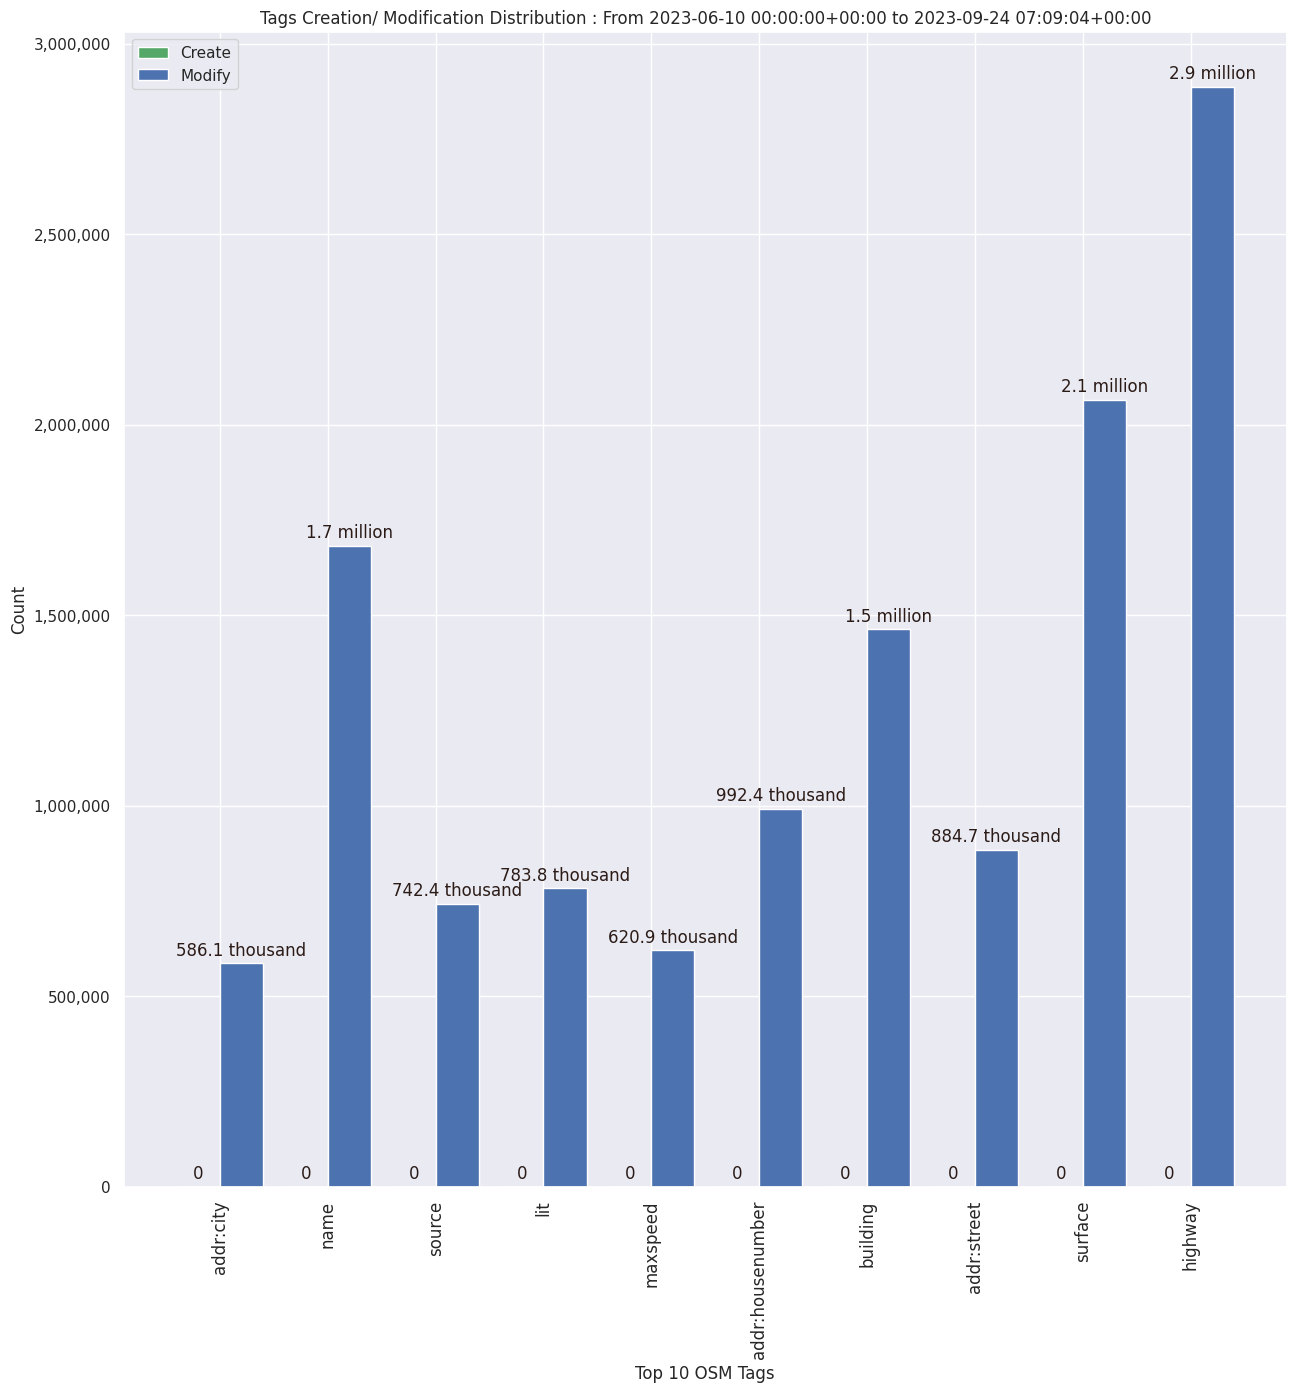 Tags Creation/ Modification Distribution : From 2023-06-10 00:00:00+00:00 to 2023-09-24 07:09:04+00:00
Create
Modify
3,000,000
2,500,000
2,000,000
1,500,000
1,000,000
500,000
0
Count
586.1 thousand
1.7 million
742.4 thousand
783.8 thousand
620.9 thousand
992.4 thousand
1.5 million
884.7 thousand
2.1 million
2.9 million
0
0
0
0
0
0
0
0
0
0
addr:city
name
source
lit
maxspeed
addr:housenumber
building
addr:street
surface
highway
Top 10 OSM Tags